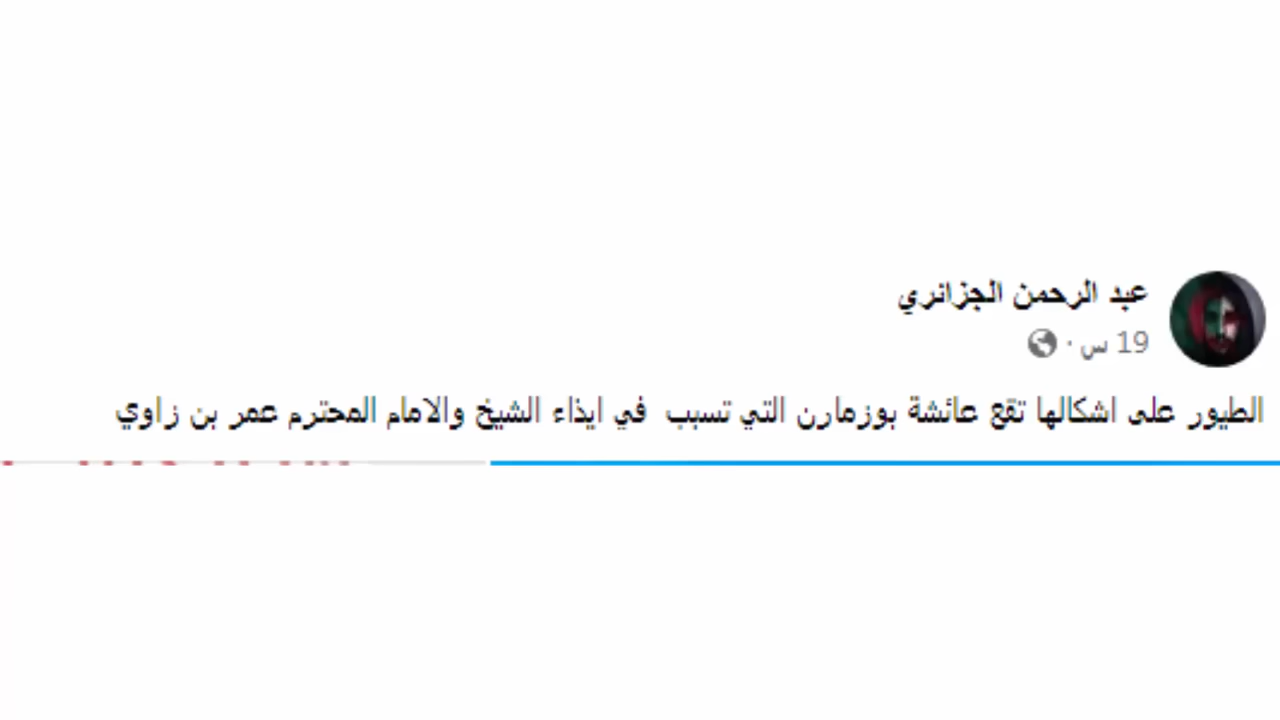 عبد الرحمن الجزائري
19 س ·
الطيور على اشكالها تقع عائشة بوزمارن التي تسبب في ايذاء الشيخ والامام المحترم عمر بن زاوي